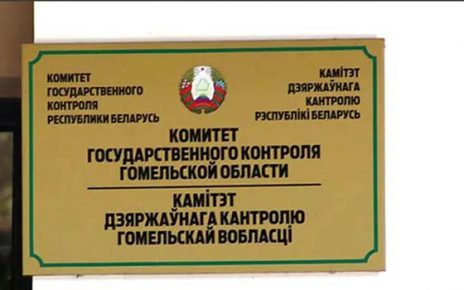 КОМИТЕТ
ГОСУДАРСТВЕННОГО
КОНТРОЛЯ
РЕСПУБЛИКИ БЕЛАРУСЬ
КАМІТЭТ
ДЗЯРЖАЎНАГА
КАНТРОЛЮ
РЭСПУБЛІКІ БЕЛАРУСЬ
КОМИТЕТ
ГОСУДАРСТВЕННОГО КОНТРОЛЯ
ГОМЕЛЬСКОЙ ОБЛАСТИ
КАМІТЭТ
ДЗЯРЖАЎНАГА КАНТРОЛЮ
ГОМЕЛЬСКАЙ ВОБЛАСЦІ